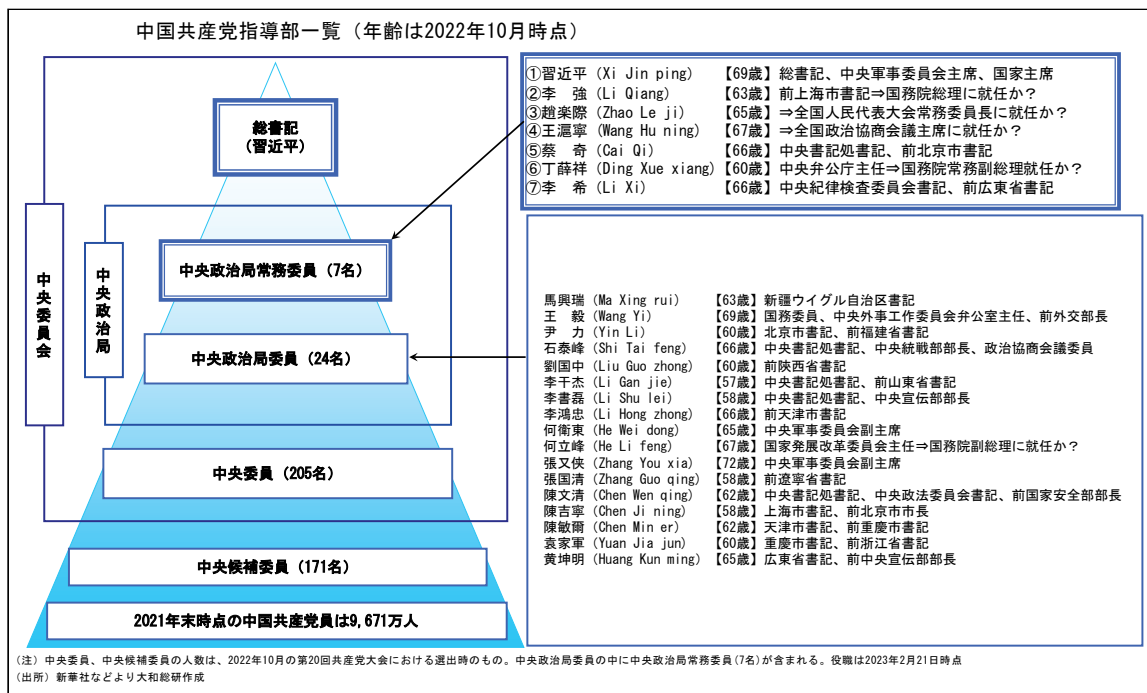 中国共産党指導部一覧（年齢は2022年10月時点）
総書記
（習近平）
中央政治局常務委員（7名）
中央政治局委員（24名）
中央委員（205名）
中央候補委員（171名）
2021年末時点の中国共産党員は9,671万人
中央委員会
中央政治局
①習近平（Xi Jin ping） 【69歳】総書記、中央軍事委員会主席、国家主席
②李　強（Li Qiang） 【63歳】前上海市書記⇒国務院総理に就任か？
③趙楽際（Zhao Le ji） 【65歳】⇒全国人民代表大会常務委員長に就任か？
④王滬寧（Wang Hu ning） 【67歳】⇒全国政治協商会議主席に就任か？
⑤蔡　奇（Cai Qi） 【66歳】中央書記処書記、前北京市書記
⑥丁薛祥（Ding Xue xiang）【60歳】中央弁公庁主任⇒国務院常務副総理就任か？
⑦李　希（Li Xi） 【66歳】中央紀律検査委員会書記、前広東省書記
馬興瑞（Ma Xing rui） 【63歳】新疆ウイグル自治区書記
王　毅（Wang Yi） 【69歳】国務委員、中央外事工作委員会弁公室主任、前外交部長
尹　力（Yin Li） 【60歳】北京市書記、前福建省書記
石泰峰（Shi Tai feng） 【66歳】中央書記処書記、中央統戦部部長、政治協商会議委員
劉国中（Liu Guo zhong） 【60歳】前陝西省書記
李干杰（Li Gan jie） 【57歳】中央書記処書記、前山東省書記
李書磊（Li Shu lei） 【58歳】中央書記処書記、中央宣伝部部長
李鴻忠（Li Hong zhong） 【66歳】前天津市書記
何衛東（He Wei dong） 【65歳】中央軍事委員会副主席
何立峰（He Li feng） 【67歳】国家発展改革委員会主任⇒国務院副総理に就任か？
張又侠（Zhang You xia） 【72歳】中央軍事委員会副主席
張国清（Zhang Guo qing） 【58歳】前遼寧省書記
陳文清（Chen Wen qing） 【62歳】中央書記処書記、中央政法委員会書記、前国家安全部部長
陳吉寧（Chen Ji ning） 【58歳】上海市書記、前北京市市長
陳敏爾（Chen Min er） 【62歳】天津市書記、前重慶市書記
袁家軍（Yuan Jia jun） 【60歳】重慶市書記、前浙江省書記
黄坤明（Huang Kun ming） 【65歳】広東省書記、前中央宣伝部部長
（注）中央委員、中央候補委員の人数は、2022年10月の第20回共産党大会における選出時のもの。中央政治局委員の中に中央政治局常務委員(7名)が含まれる。役職は2023年2月21日時点
（出所）新華社などより大和総研作成